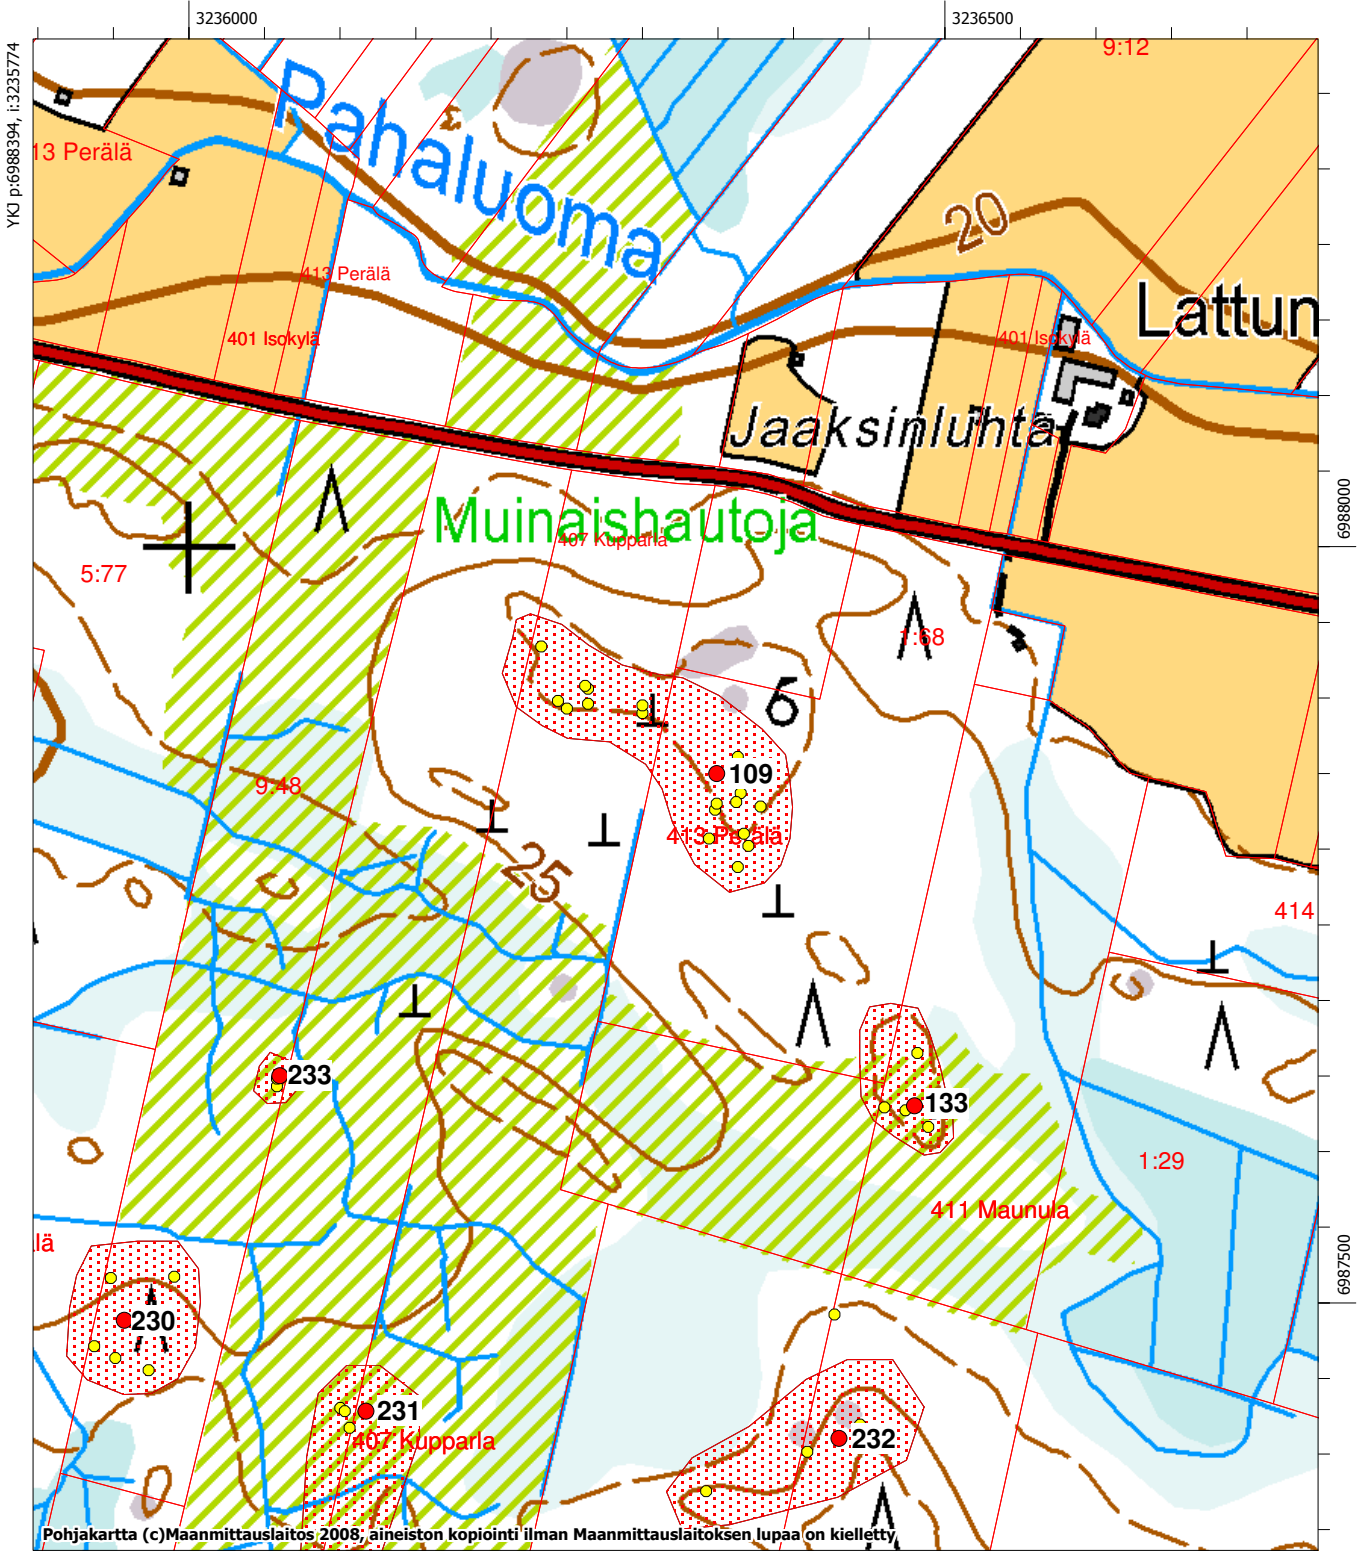 3236000
3236500
YKJ p:6988394, i:3235774
9:12
Pahaluoma
13 Perälä
20
413 Perälä
Lattun
401 Isokylä
401 Isokylä
Jaaksinluhta
6988000
Muinaishautoja
407 Kupparla
5:77
1:68
6
109
9:48
413 Perälä
25
414
233
133
1:29
411 Maunula
lä
6987500
230
231
407 Kupparla
232
Pohjakartta (c)Maanmittauslaitos 2008, aineiston kopiointi ilman Maanmittauslaitoksen lupaa on kielletty